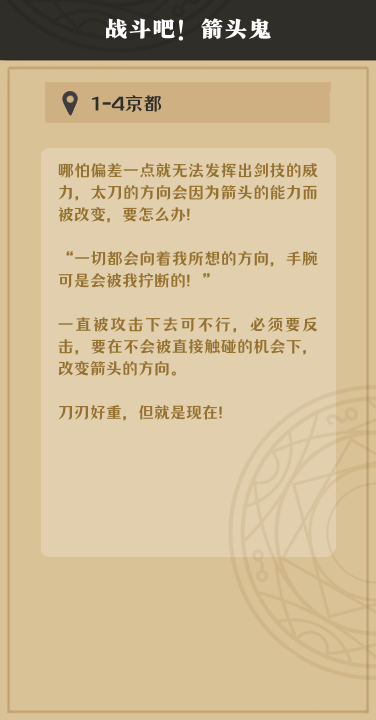 战斗吧！箭头鬼
1-4京都
哪怕偏差一点就无法发挥出剑技的威
力，太刀的方向会因为箭头的能力而
被改变，要怎么办！
“一切都会向着我所想的方向，手腕
可是会被我拧断的！”
一直被攻击下去可不行，必须要反
击，要在不会被直接触碰的机会下，
改变箭头的方向。
刀刃好重，但就是现在！